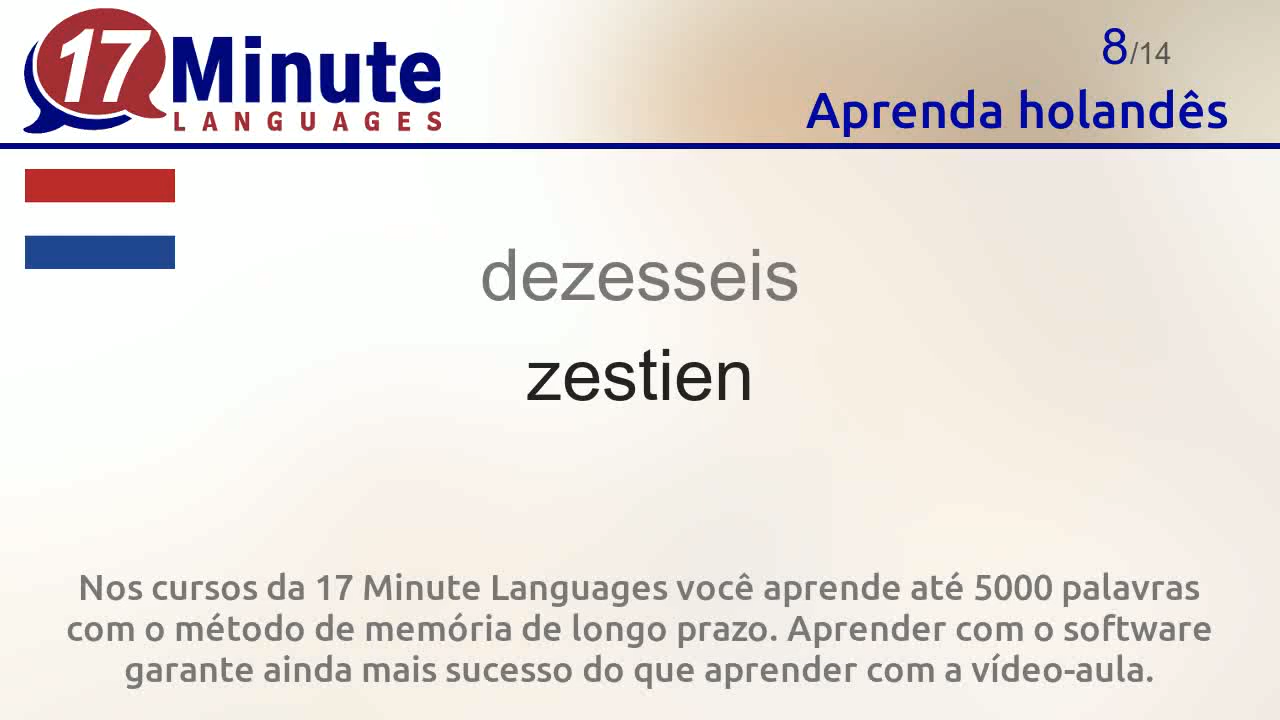 17 Minute
LANGUAGES
8/14
Aprenda holandês
dezesseis
zestien
Nos cursos da 17 Minute Languages você aprende até 5000 palavras
com o método de memória de longo prazo. Aprender com o software
garante ainda mais sucesso do que aprender com a vídeo-aula.